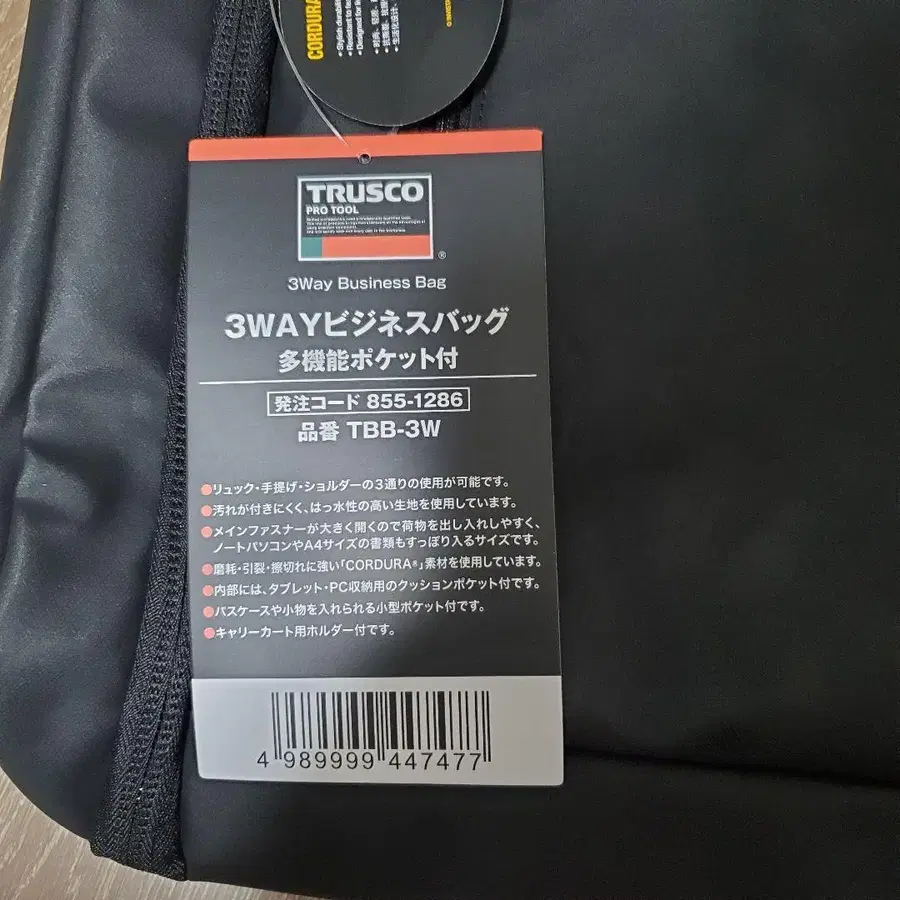 CORDURA
• Stylish durability
• Resistant to
• Designed for
TRUSCO
PRO TOOL
®
3Way Business Bag
3WAYビジネスバッグ
多機能ポケット付
発注コード 855-1286
品番 TBB-3W
●リュック・手提げ・ショルダーの3通りの使用が可能です。
●汚れが付きにくく、はっ水性の高い生地を使用しています。
●メインファスナーが大きく開くので荷物を出し入れしやすく、
ノートパソコンやA4サイズの書類もすっぽり入るサイズです。
●磨耗・引裂・擦切れに強い「CORDURA®」素材を使用しています。
●内部には、タブレット・PC収納用のクッションポケット付です。
●パスケースや小物を入れられる小型ポケット付です。
●キャリーカート用ホルダー付です。
4 989999 447477